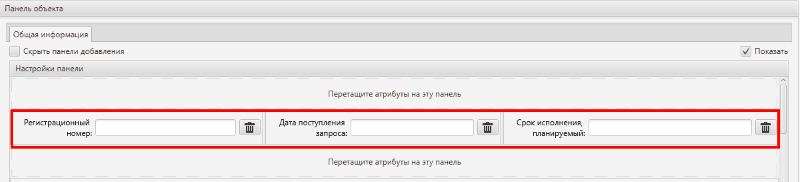 Панель объекта
Общая информация
Скрыть панели добавления
Показать
Настройки панели
Перетащите атрибуты на эту панель
Регистрационный
номер:
Дата поступления
запроса:
Срок исполнения,
планируемый:
Перетащите атрибуты на эту панель